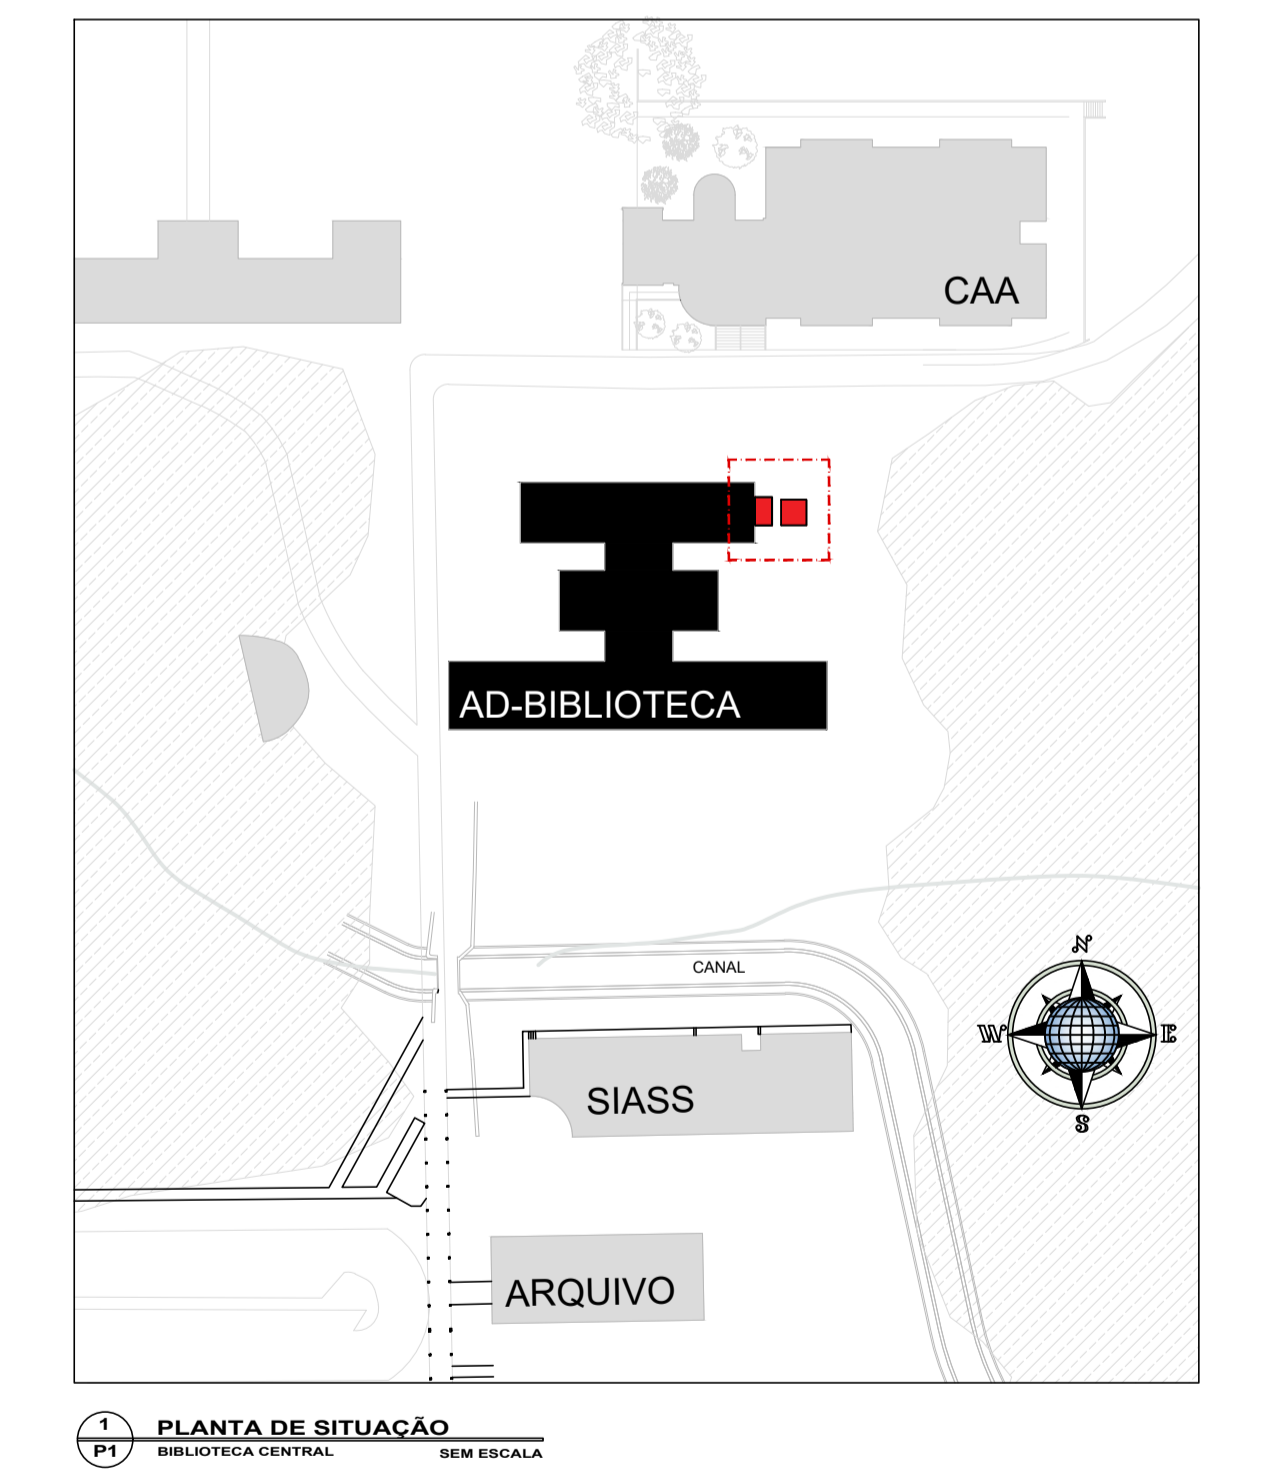 CAA
AD-BIBLIOTECA
N
CANAL
W
E
SIASS
S
ARQUIVO
1
PLANTA DE SITUAÇÃO
P1
BIBLIOTECA CENTRAL
SEM ESCALA